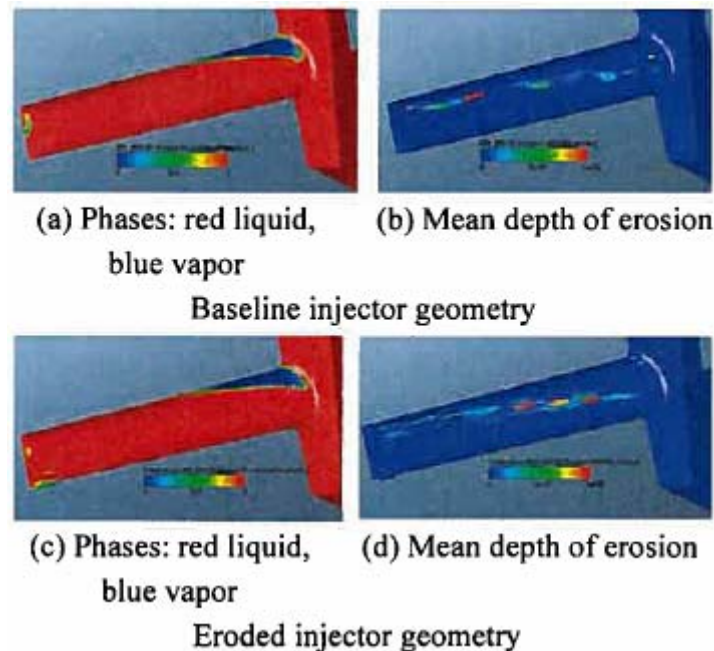 (a) Phases: red liquid,
blue vapor
(b) Mean depth of erosion
Baseline injector geometry
(c) Phases: red liquid,
blue vapor
(d) Mean depth of erosion
Eroded injector geometry